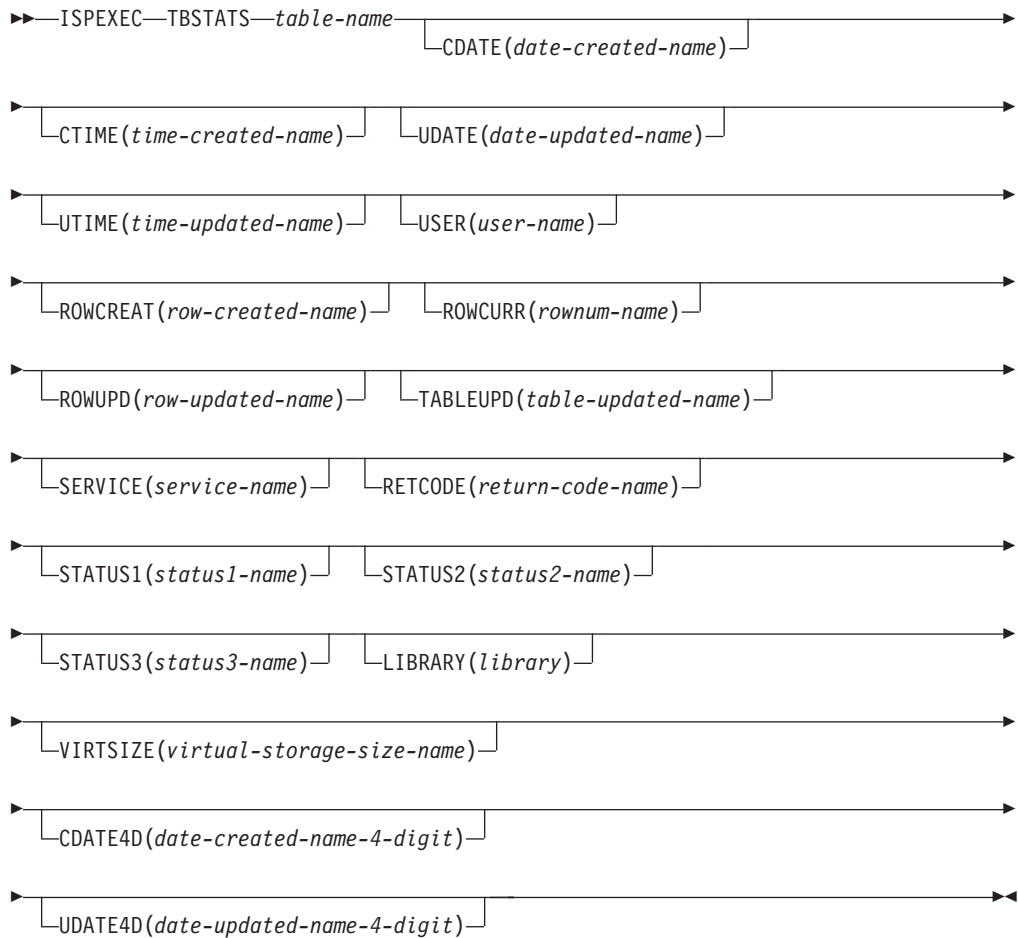 ISPEXEC TBSTATS table-name
CDATE(date-created-name)
CTIME(time-created-name) UDATE(date-updated-name)
UTIME(time-updated-name) USER(user-name)
ROWCREAT(row-created-name) ROWCURR(rownum-name)
ROWUPD(row-updated-name) TABLEUPD(table-updated-name)
SERVICE(service-name) RETCODE(return-code-name)
STATUS1(status1-name) STATUS2(status2-name)
STATUS3(status3-name) LIBRARY(library)
VIRTSIZE(virtual-storage-size-name)
CDATE4D(date-created-name-4-digit)
UDATE4D(date-updated-name-4-digit)